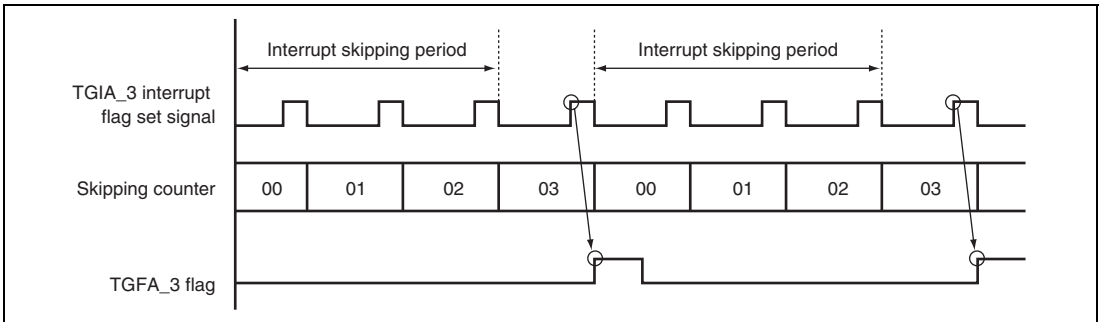 Interrupt skipping period
Interrupt skipping period
TGIA_3 interrupt
flag set signal
Skipping counter
00
01
02
03
00
01
02
03
TGFA_3 flag